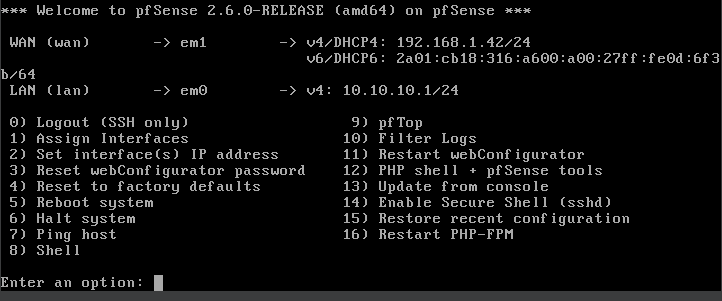 *** Welcome to pfSense 2.6.0-RELEASE (amd64) on pfSense ***
WAN (wan) -> em1 -> v4/DHCP4: 192.168.1.42/24
v6/DHCP6: 2a01:cb18:316:a600:a00:27ff:fe0d:6f3
b/64
LAN (lan) -> em0 -> v4: 10.10.10.1/24
0) Logout (SSH only) 9) pfTop
1) Assign Interfaces 10) Filter Logs
2) Set interface(s) IP address 11) Restart webConfigurator
3) Reset webConfigurator password 12) PHP shell + pfSense tools
4) Reset to factory defaults 13) Update from console
5) Reboot system 14) Enable Secure Shell (sshd)
6) Halt system 15) Restore recent configuration
7) Ping host 16) Restart PHP-FPM
8) Shell
Enter an option: